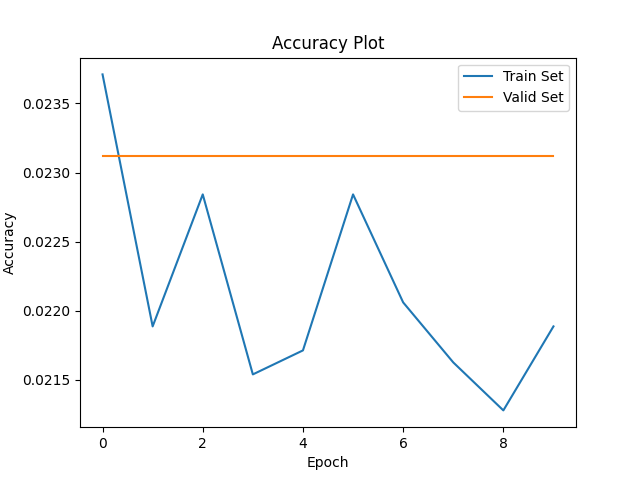 Accuracy Plot
Train Set
Valid Set
Accuracy
0.0235
0.0230
0.0225
0.0220
0.0215
0 2 4 6 8
Epoch